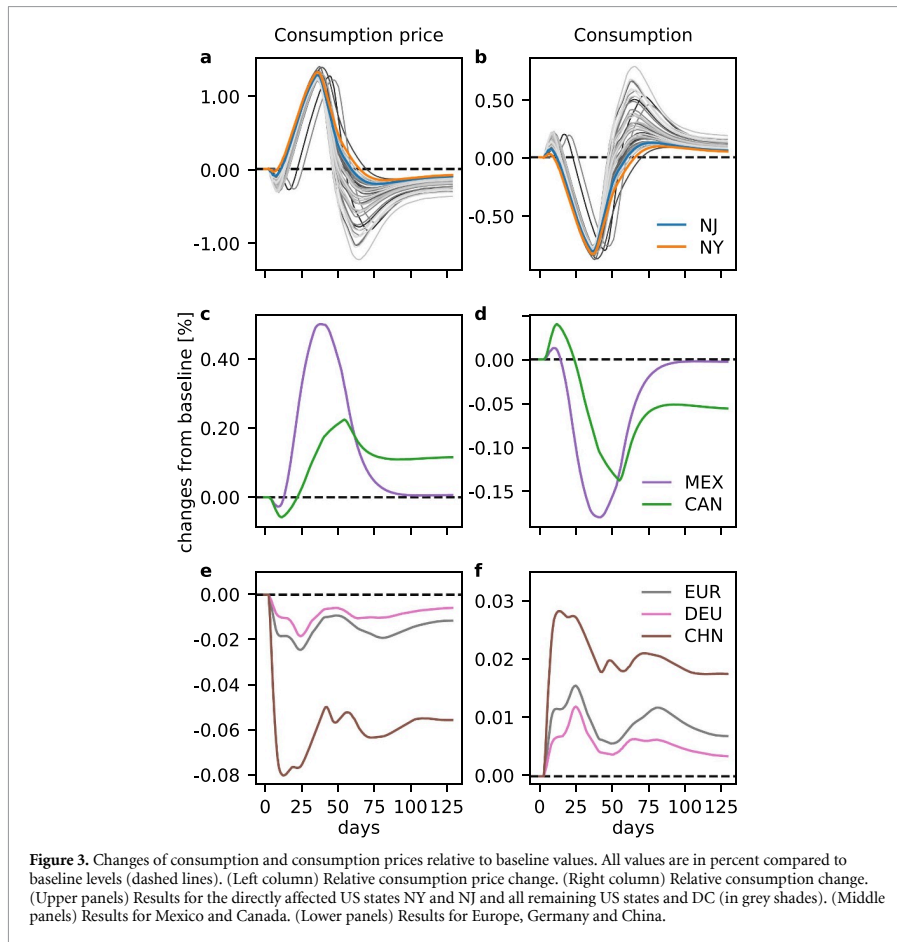 Consumption price
Consumption
a
b
1.00
0.00
-1.00
0.50
0.00
-0.50
NJ
NY
changes from baseline [%]
c
d
0.40
0.20
0.00
0.00
-0.05
-0.10
-0.15
MEX
CAN
e
f
0.00
-0.02
-0.04
-0.06
-0.08
0.03
0.02
0.01
0.00
EUR
DEU
CHN
0 25 50 75 100 125
0 25 50 75 100 125
days
days
Figure 3. Changes of consumption and consumption prices relative to baseline values. All values are in percent compared to
baseline levels (dashed lines). (Left column) Relative consumption price change. (Right column) Relative consumption change.
(Upper panels) Results for the directly affected US states NY and NJ and all remaining US states and DC (in grey shades). (Middle
panels) Results for Mexico and Canada. (Lower panels) Results for Europe, Germany and China.